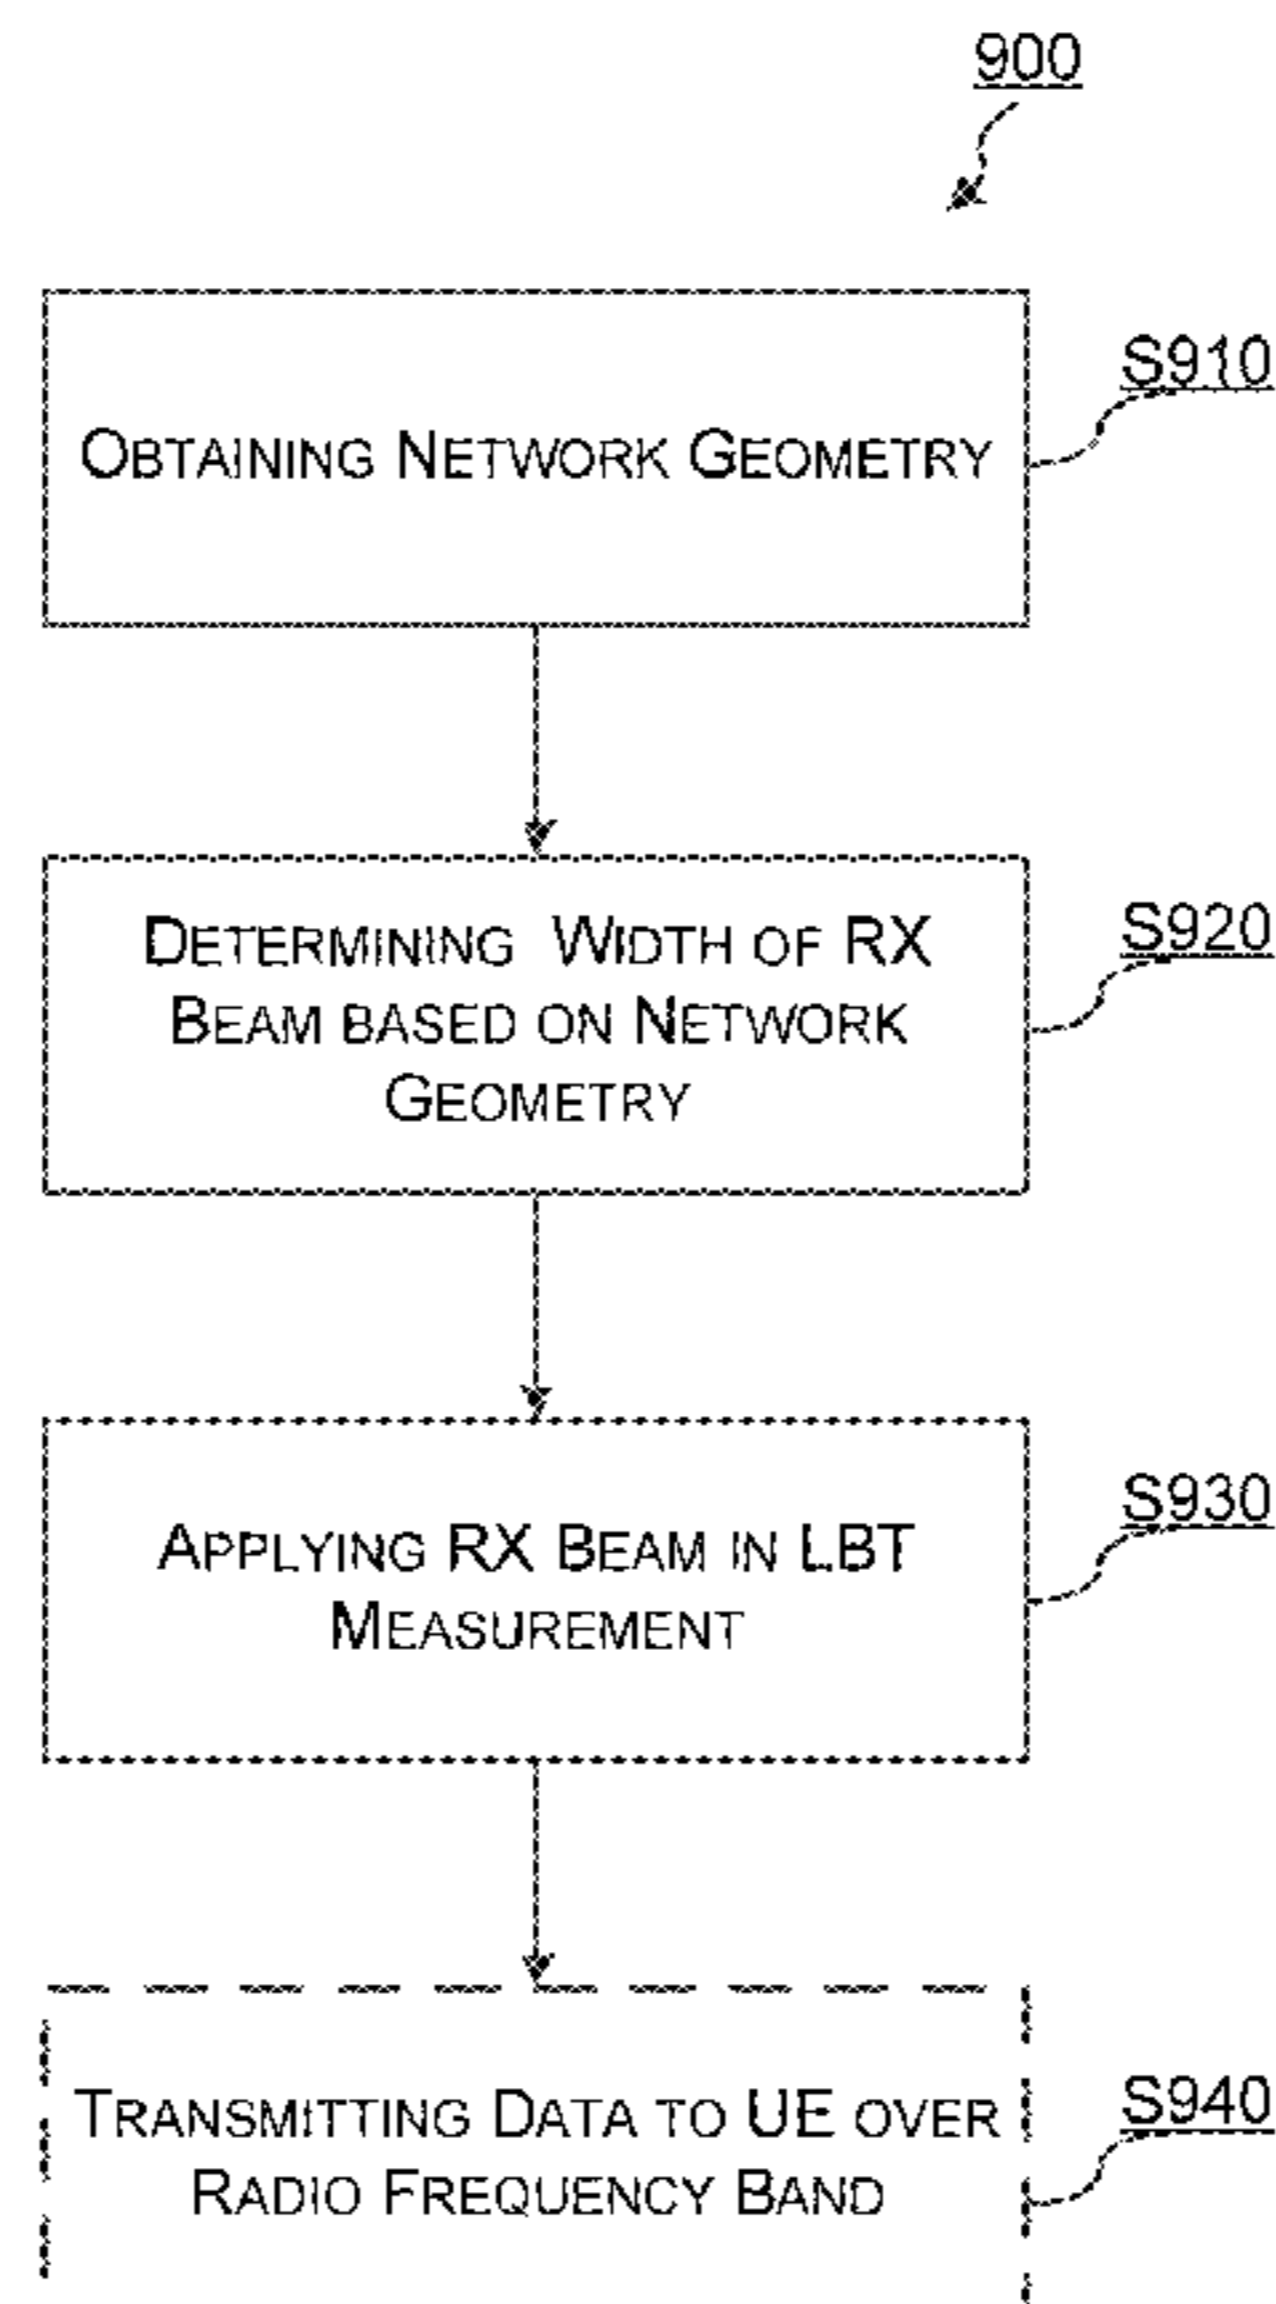 900
OBTAINING NETWORK GEOMETRY
S910
DETERMINING WIDTH OF RX
BEAM BASED ON NETWORK
GEOMETRY
S920
APPLYING RX BEAM IN LBT
MEASUREMENT
S930
TRANSMITTING DATA TO UE OVER
RADIO FREQUENCY BAND
S940